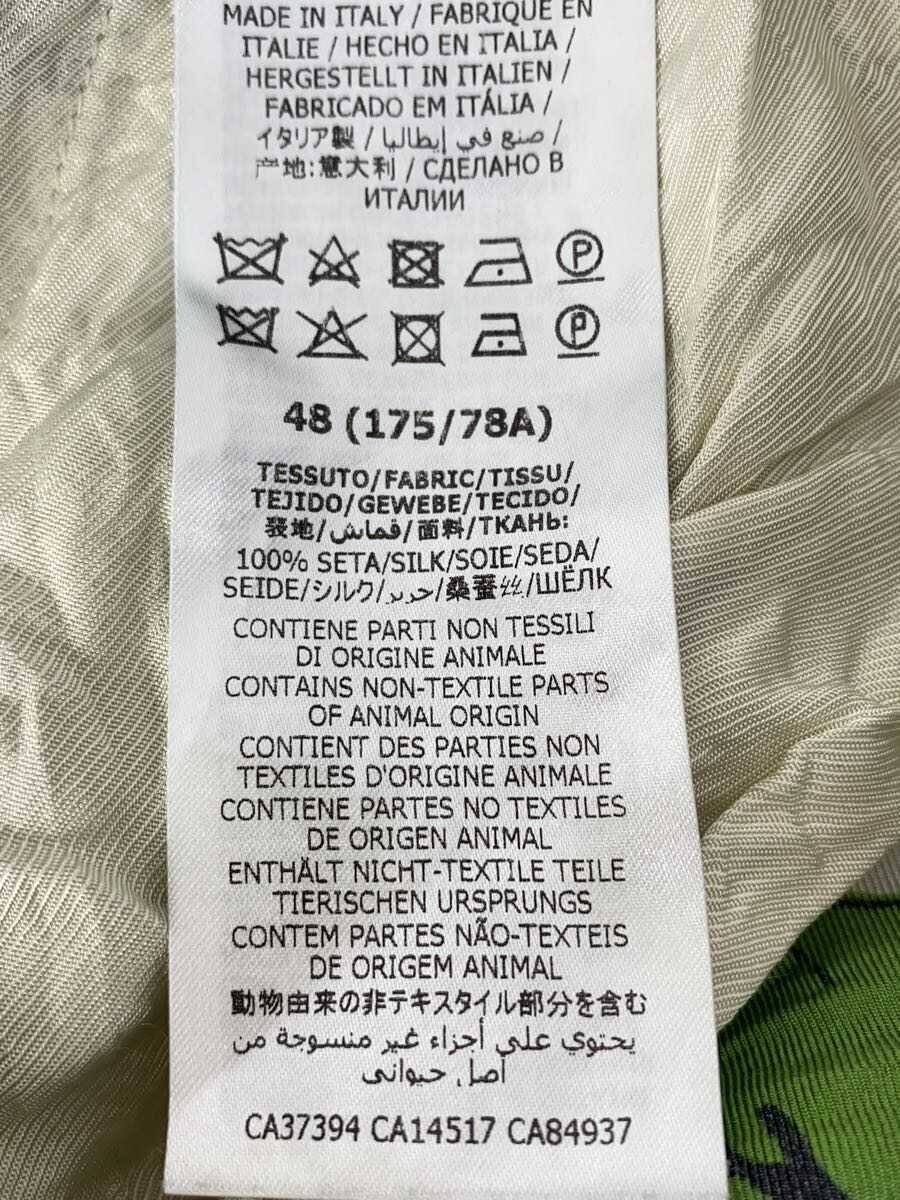 MADE IN ITALY / FABRIQUE EN
ITALIE / HECHO EN ITALIA /
HERGESTELLT IN ITALIEN /
FABRICADO EM ITÁLIA /
イタリア製 / صنع في إيطاليا /
产地:意大利 / СДЕЛАНО В
ИТАЛИИ
P
P
48 (175/78A)
TESSUTO/FABRIC/TISSU/
TEJIDO/GEWEBE/TECIDO/
表地/قماش/面料/ТКАНЬ:
100% SETA/SILK/SOIE/SEDA/
SEIDE/シルク/حرير/桑蚕丝/ШЁЛК
CONTIENE PARTI NON TESSILI
DI ORIGINE ANIMALE
CONTAINS NON-TEXTILE PARTS
OF ANIMAL ORIGIN
CONTIENT DES PARTIES NON
TEXTILES D'ORIGINE ANIMALE
CONTIENE PARTES NO TEXTILES
DE ORIGEN ANIMAL
ENTHÄLT NICHT-TEXTILE TEILE
TIERISCHEN URSPRUNGS
CONTEM PARTES NÃO-TEXTEIS
DE ORIGEM ANIMAL
動物由来の非テキスタイル部分を含む
يحتوي على أجزاء غير منسوجة من
أصل حيوانى
CA37394 CA14517 CA84937